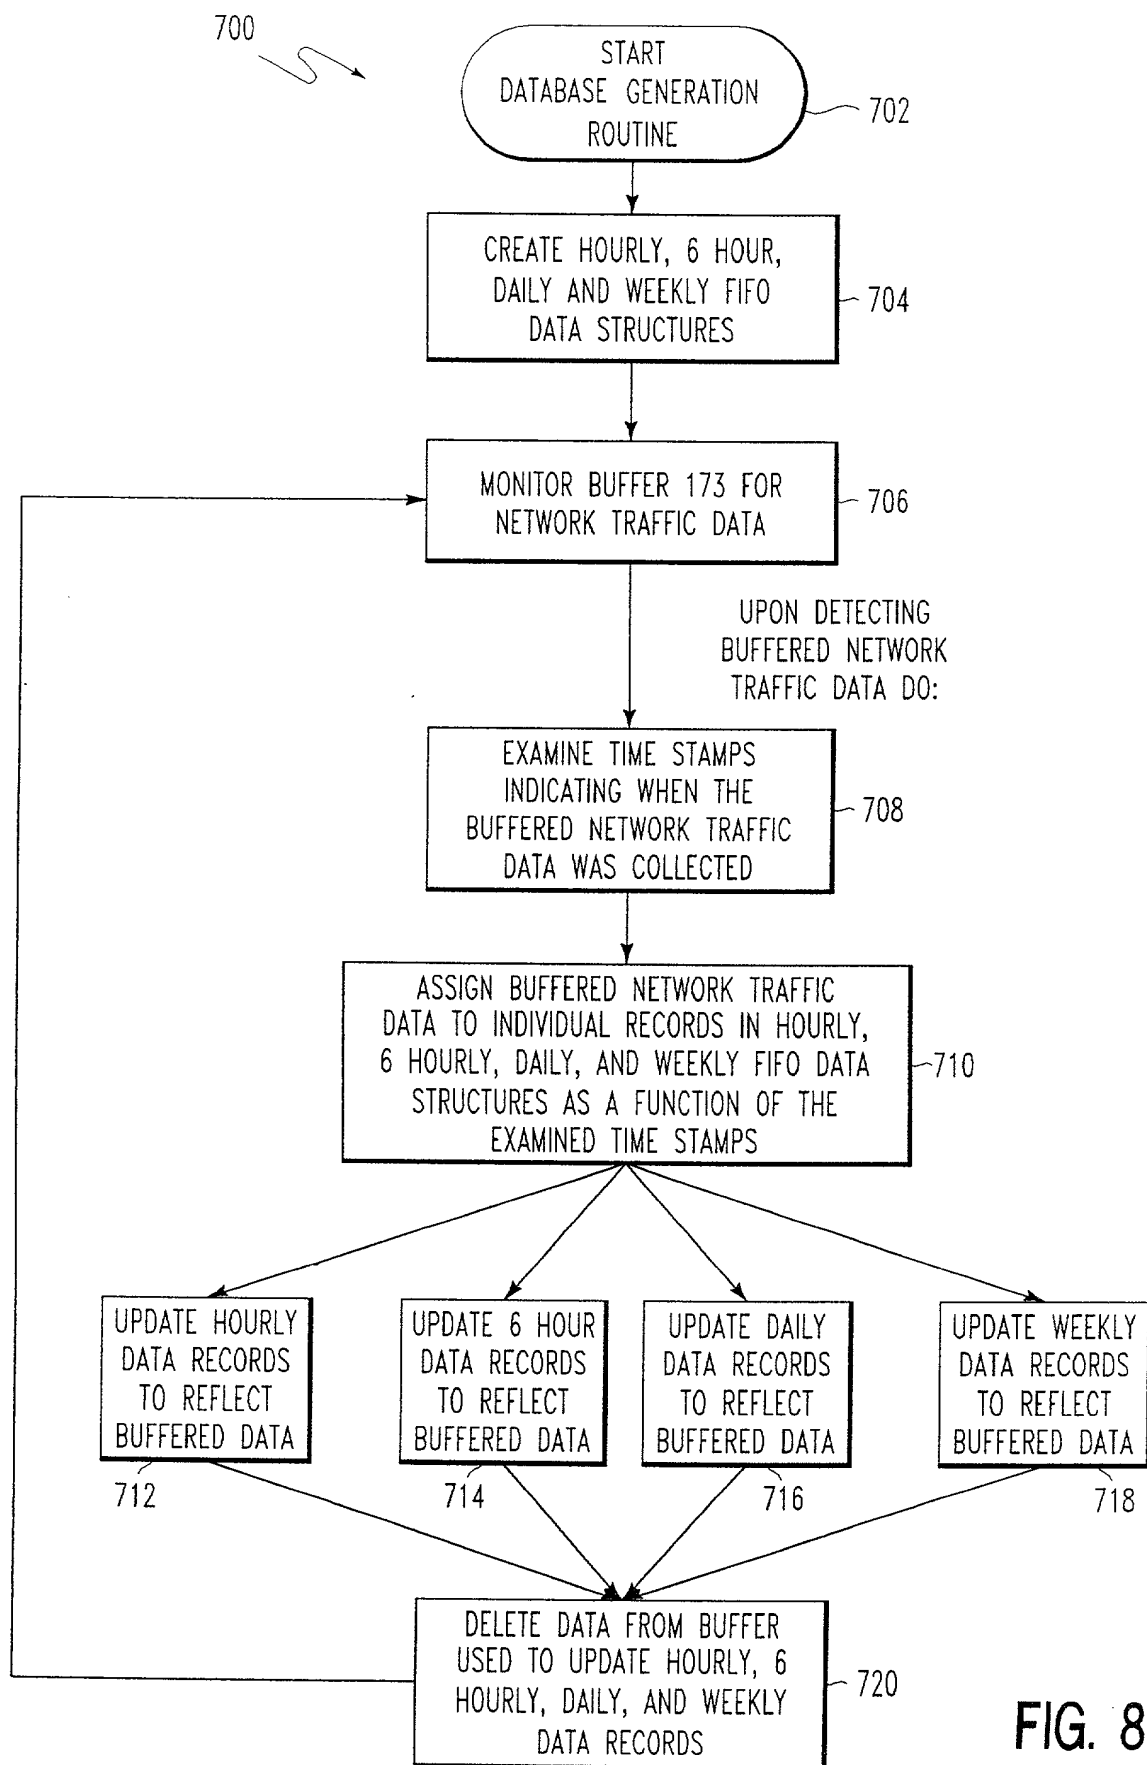 700
START
DATABASE GENERATION
ROUTINE
702
CREATE HOURLY, 6 HOUR,
DAILY AND WEEKLY FIFO
DATA STRUCTURES
704
MONITOR BUFFER 173 FOR
NETWORK TRAFFIC DATA
706
UPON DETECTING
BUFFERED NETWORK
TRAFFIC DATA DO:
EXAMINE TIME STAMPS
INDICATING WHEN THE
BUFFERED NETWORK TRAFFIC
DATA WAS COLLECTED
708
ASSIGN BUFFERED NETWORK TRAFFIC
DATA TO INDIVIDUAL RECORDS IN HOURLY,
6 HOURLY, DAILY, AND WEEKLY FIFO DATA
STRUCTURES AS A FUNCTION OF THE
EXAMINED TIME STAMPS
710
UPDATE HOURLY
DATA RECORDS
TO REFLECT
BUFFERED DATA
712
UPDATE 6 HOUR
DATA RECORDS
TO REFLECT
BUFFERED DATA
714
UPDATE DAILY
DATA RECORDS
TO REFLECT
BUFFERED DATA
716
UPDATE WEEKLY
DATA RECORDS
TO REFLECT
BUFFERED DATA
718
DELETE DATA FROM BUFFER
USED TO UPDATE HOURLY, 6
HOURLY, DAILY, AND WEEKLY
DATA RECORDS
720
FIG. 8